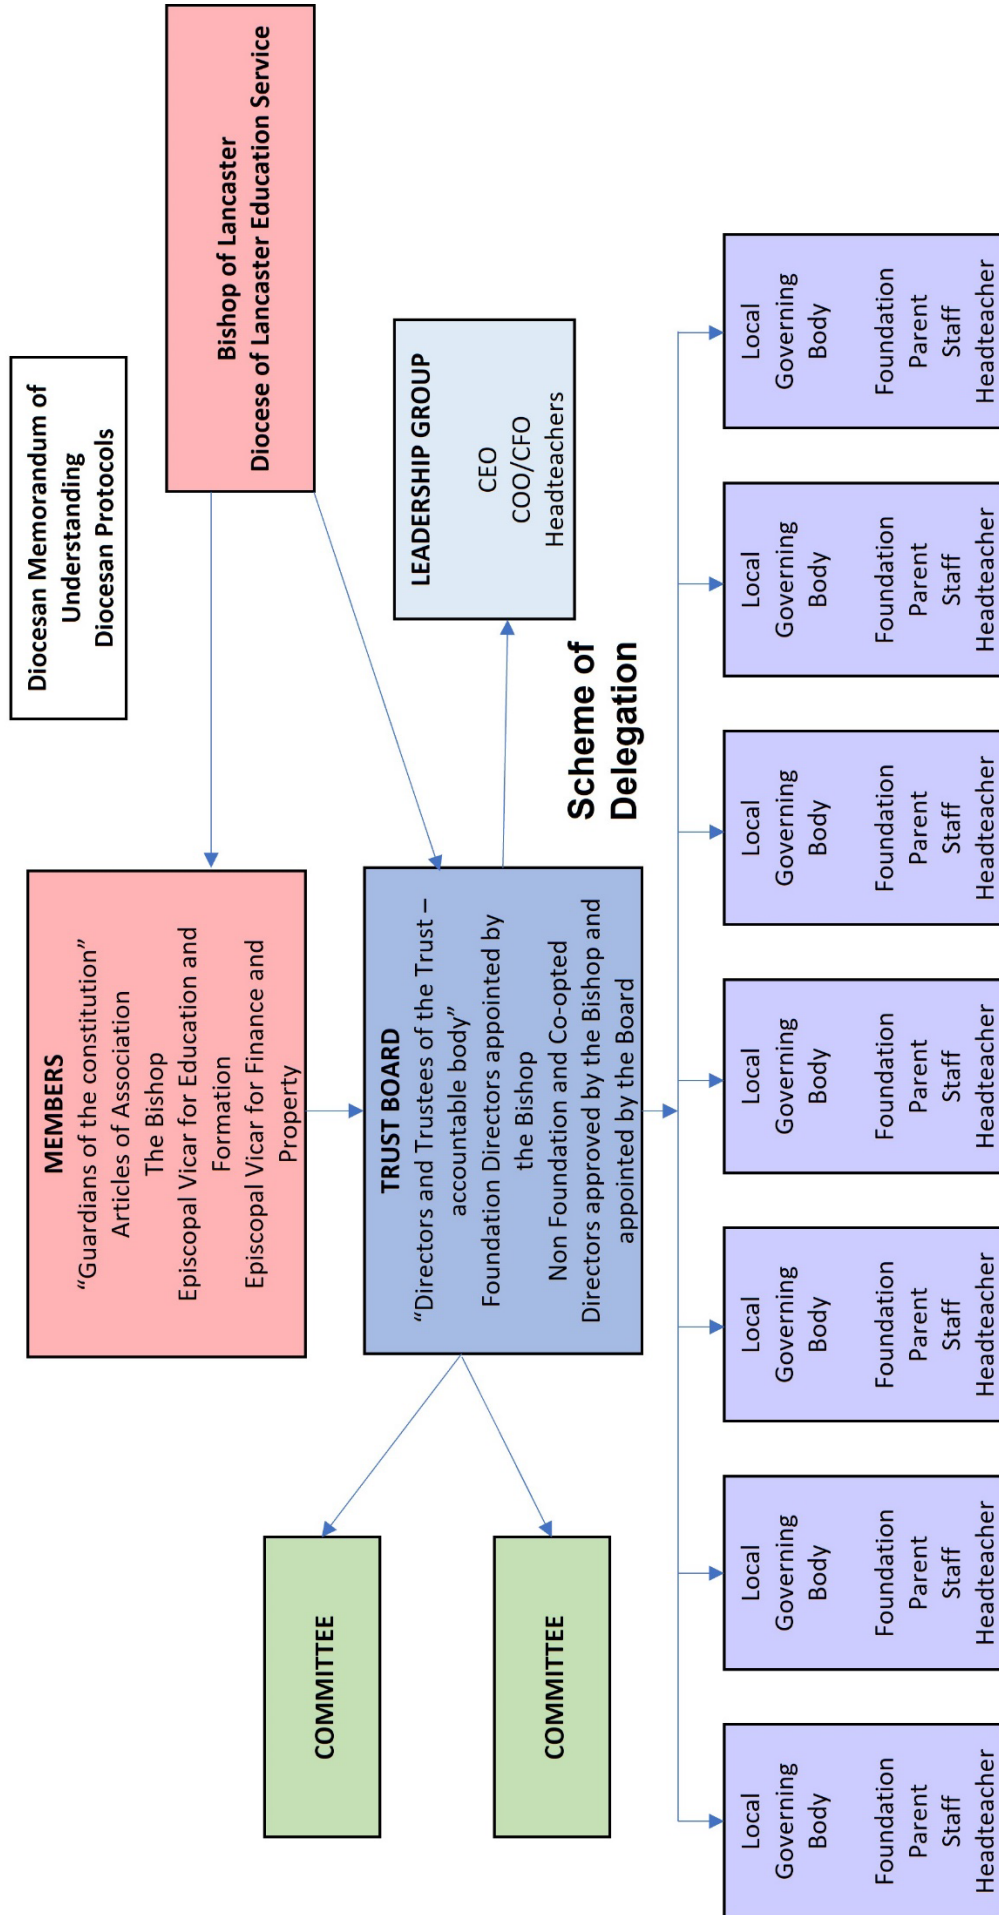 Diocesan Memorandum of
Understanding
Diocesan Protocols
Bishop of Lancaster
Diocese of Lancaster Education Service
MEMBERS
“Guardians of the constitution”
Articles of Association
The Bishop
Episcopal Vicar for Education and
Formation
Episcopal Vicar for Finance and
Property
COMMITTEE
COMMITTEE
TRUST BOARD
“Directors and Trustees of the Trust –
accountable body”
Foundation Directors appointed by
the Bishop
Non Foundation and Co-opted
Directors approved by the Bishop and
appointed by the Board
LEADERSHIP GROUP
CEO
COO/CFO
Headteachers
Scheme of
Delegation
Local
Governing
Body
Foundation
Parent
Staff
Headteacher
Local
Governing
Body
Foundation
Parent
Staff
Headteacher
Local
Governing
Body
Foundation
Parent
Staff
Headteacher
Local
Governing
Body
Foundation
Parent
Staff
Headteacher
Local
Governing
Body
Foundation
Parent
Staff
Headteacher
Local
Governing
Body
Foundation
Parent
Staff
Headteacher
Local
Governing
Body
Foundation
Parent
Staff
Headteacher